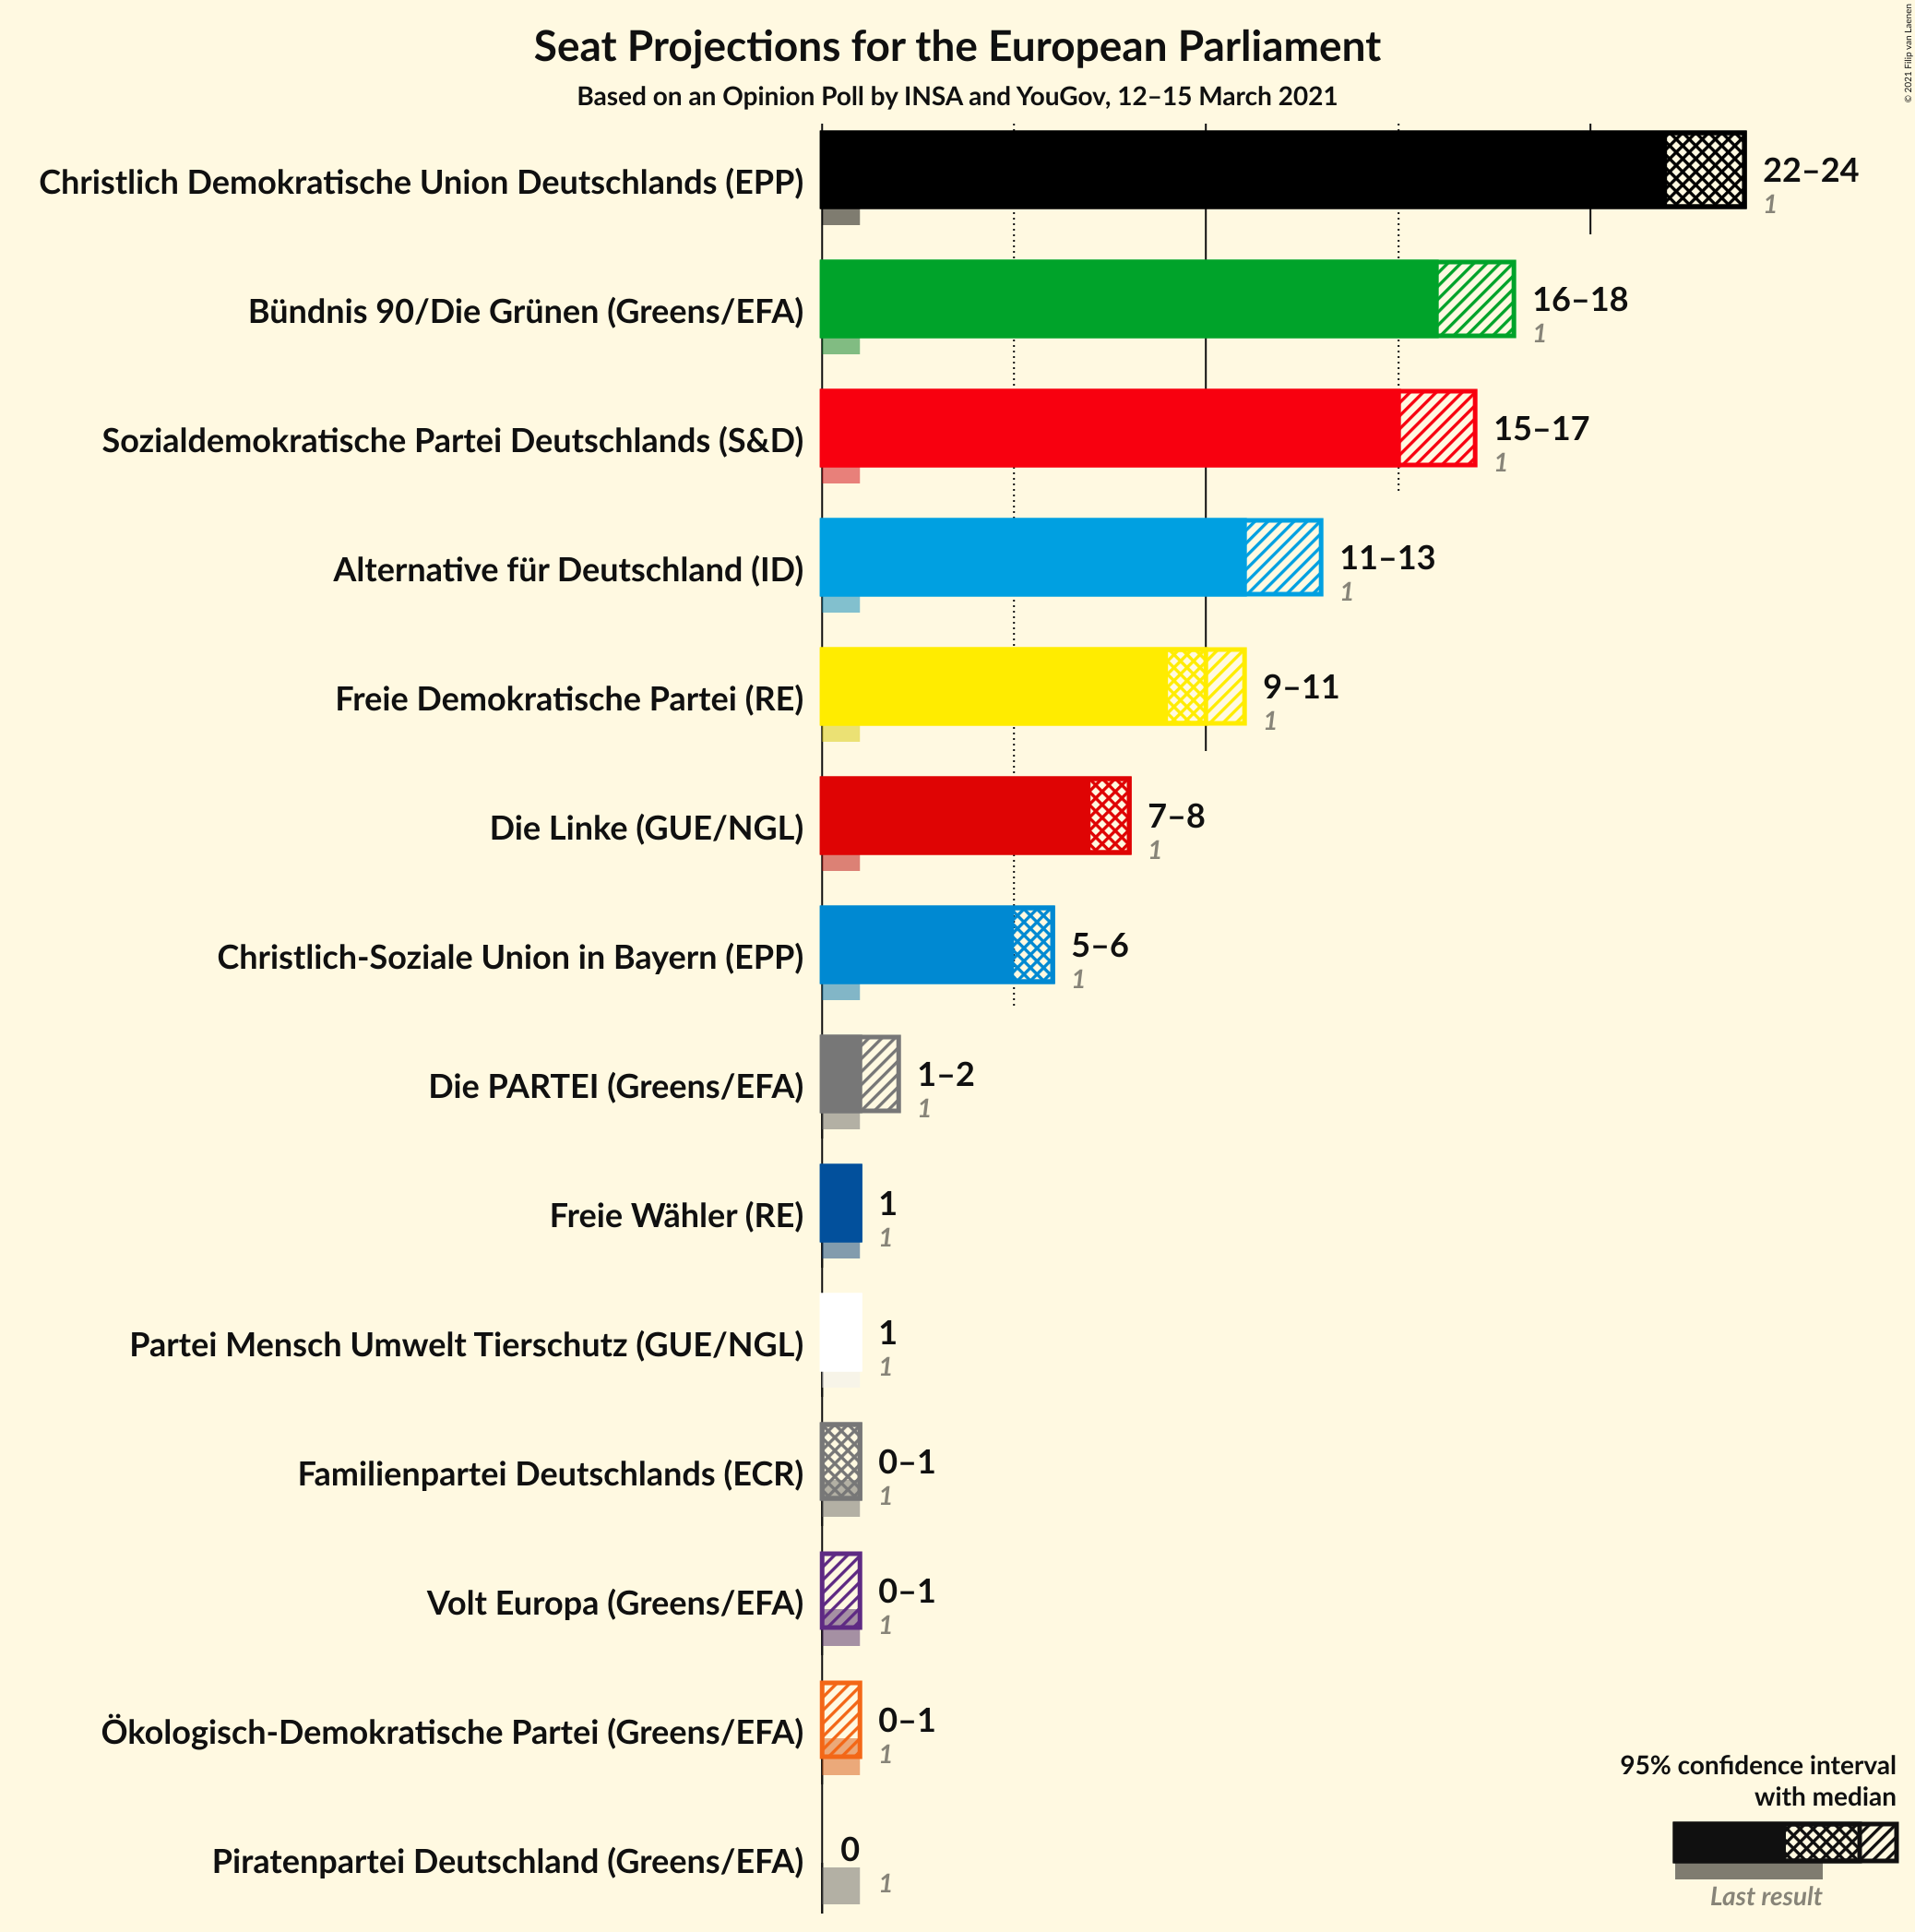 Seat Projections for the European Parliament
Based on an Opinion Poll by INSA and YouGov, 12–15 March 2021
© 2021 Filip van Laenen
Christlich Demokratische Union Deutschlands (EPP)
22–24
1
Bündnis 90/Die Grünen (Greens/EFA)
16–18
1
Sozialdemokratische Partei Deutschlands (S&D)
15–17
1
Alternative für Deutschland (ID)
11–13
1
Freie Demokratische Partei (RE)
9–11
1
Die Linke (GUE/NGL)
7–8
1
Christlich-Soziale Union in Bayern (EPP)
5–6
1
Die PARTEI (Greens/EFA)
1–2
1
Freie Wähler (RE)
1
1
Partei Mensch Umwelt Tierschutz (GUE/NGL)
1
1
Familienpartei Deutschlands (ECR)
0–1
1
Volt Europa (Greens/EFA)
0–1
1
Ökologisch-Demokratische Partei (Greens/EFA)
0–1
1
Piratenpartei Deutschland (Greens/EFA)
0
1
95% confidence interval
with median
Last result